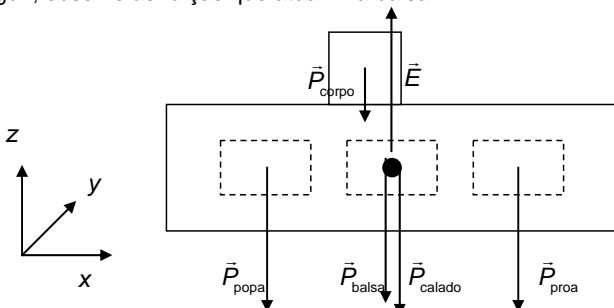 P⃗corpo
E⃗
z
y
x
P⃗popa
P⃗balsa
P⃗calado
P⃗proa